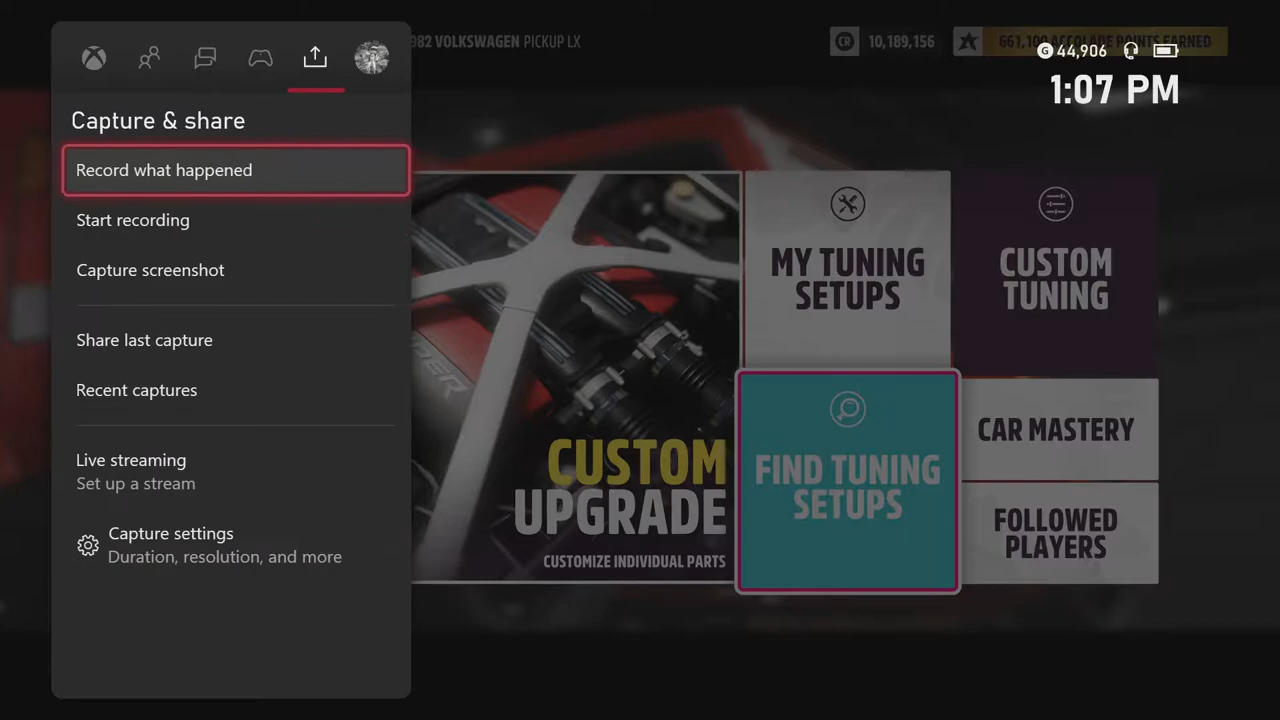 982 VOLKSWAGEN PICKUP LX
CR 10,189,156
661,100 ACCOLADE POINTS EARNED
G 44,906
1:07 PM
Capture & share
Record what happened
Start recording
Capture screenshot
Share last capture
Recent captures
Live streaming
Set up a stream
Capture settings
Duration, resolution, and more
CUSTOM
UPGRADE
CUSTOMIZE INDIVIDUAL PARTS
MY TUNING
SETUPS
CUSTOM
TUNING
FIND TUNING
SETUPS
CAR MASTERY
FOLLOWED
PLAYERS